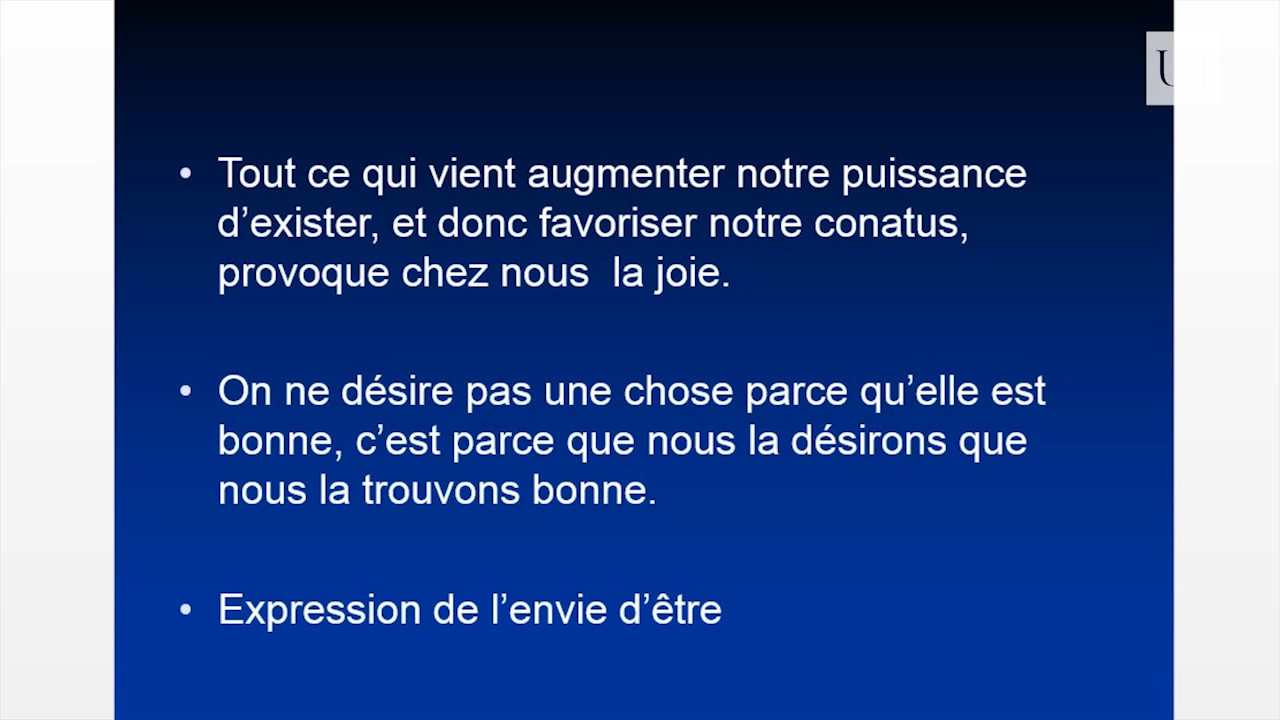 U
• Tout ce qui vient augmenter notre puissance
d’exister, et donc favoriser notre conatus,
provoque chez nous  la joie.
• On ne désire pas une chose parce qu’elle est
bonne, c’est parce que nous la désirons que
nous la trouvons bonne.
• Expression de l’envie d’être